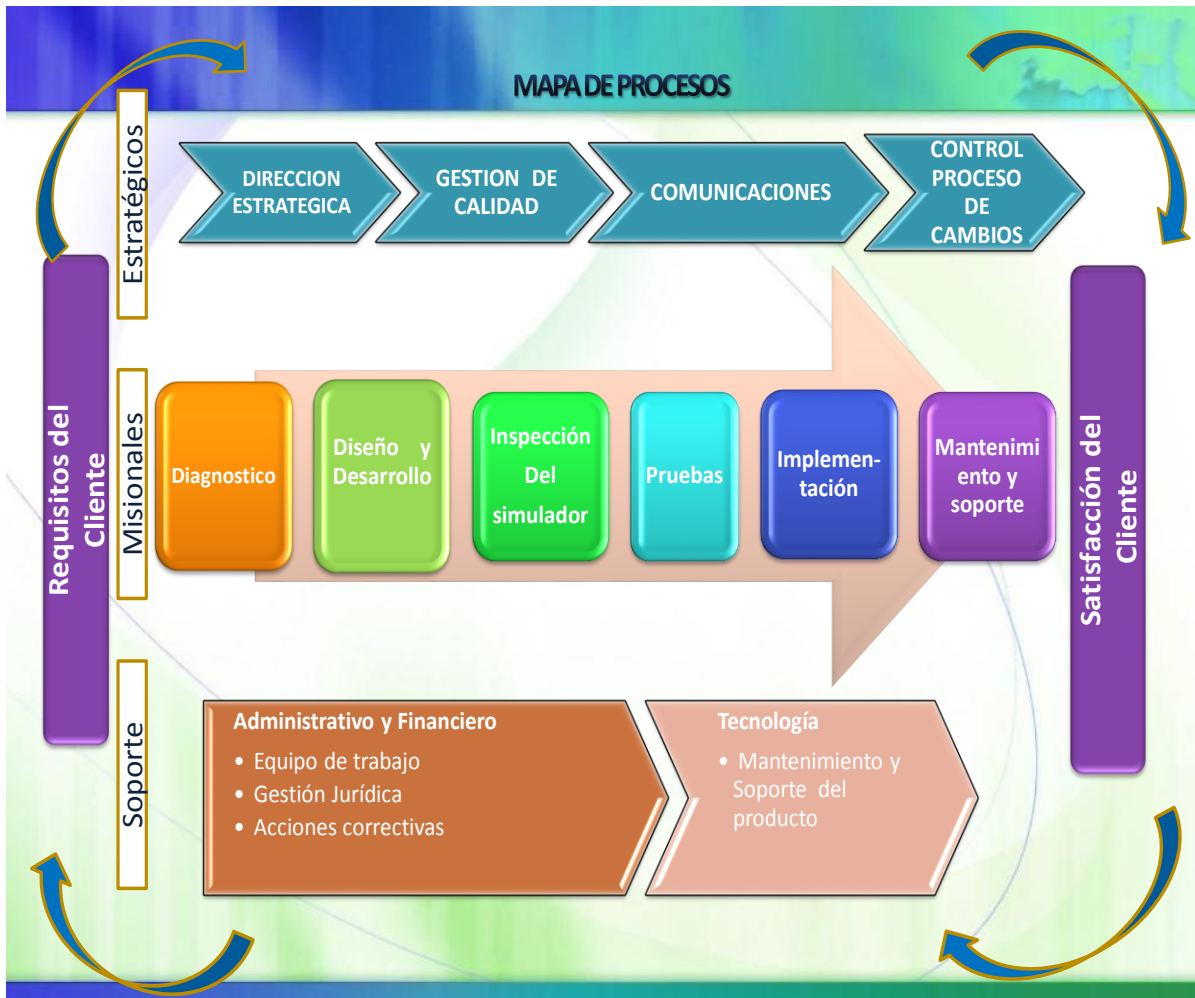 MAPA DE PROCESOS
Estratégicos
DIRECCION
ESTRATEGICA
GESTION DE
CALIDAD
COMUNICACIONES
CONTROL
PROCESO
DE
CAMBIOS
Requisitos del
Cliente
Misionales
Diagnostico
Diseño y
Desarrollo
Inspección
Del
simulador
Pruebas
Implemen-
tación
Mantenimi
ento y
soporte
Satisfacción del
Cliente
Soporte
Administrativo y Financiero
• Equipo de trabajo
• Gestión Jurídica
• Acciones correctivas
Tecnología
• Mantenimiento y
Soporte del
producto